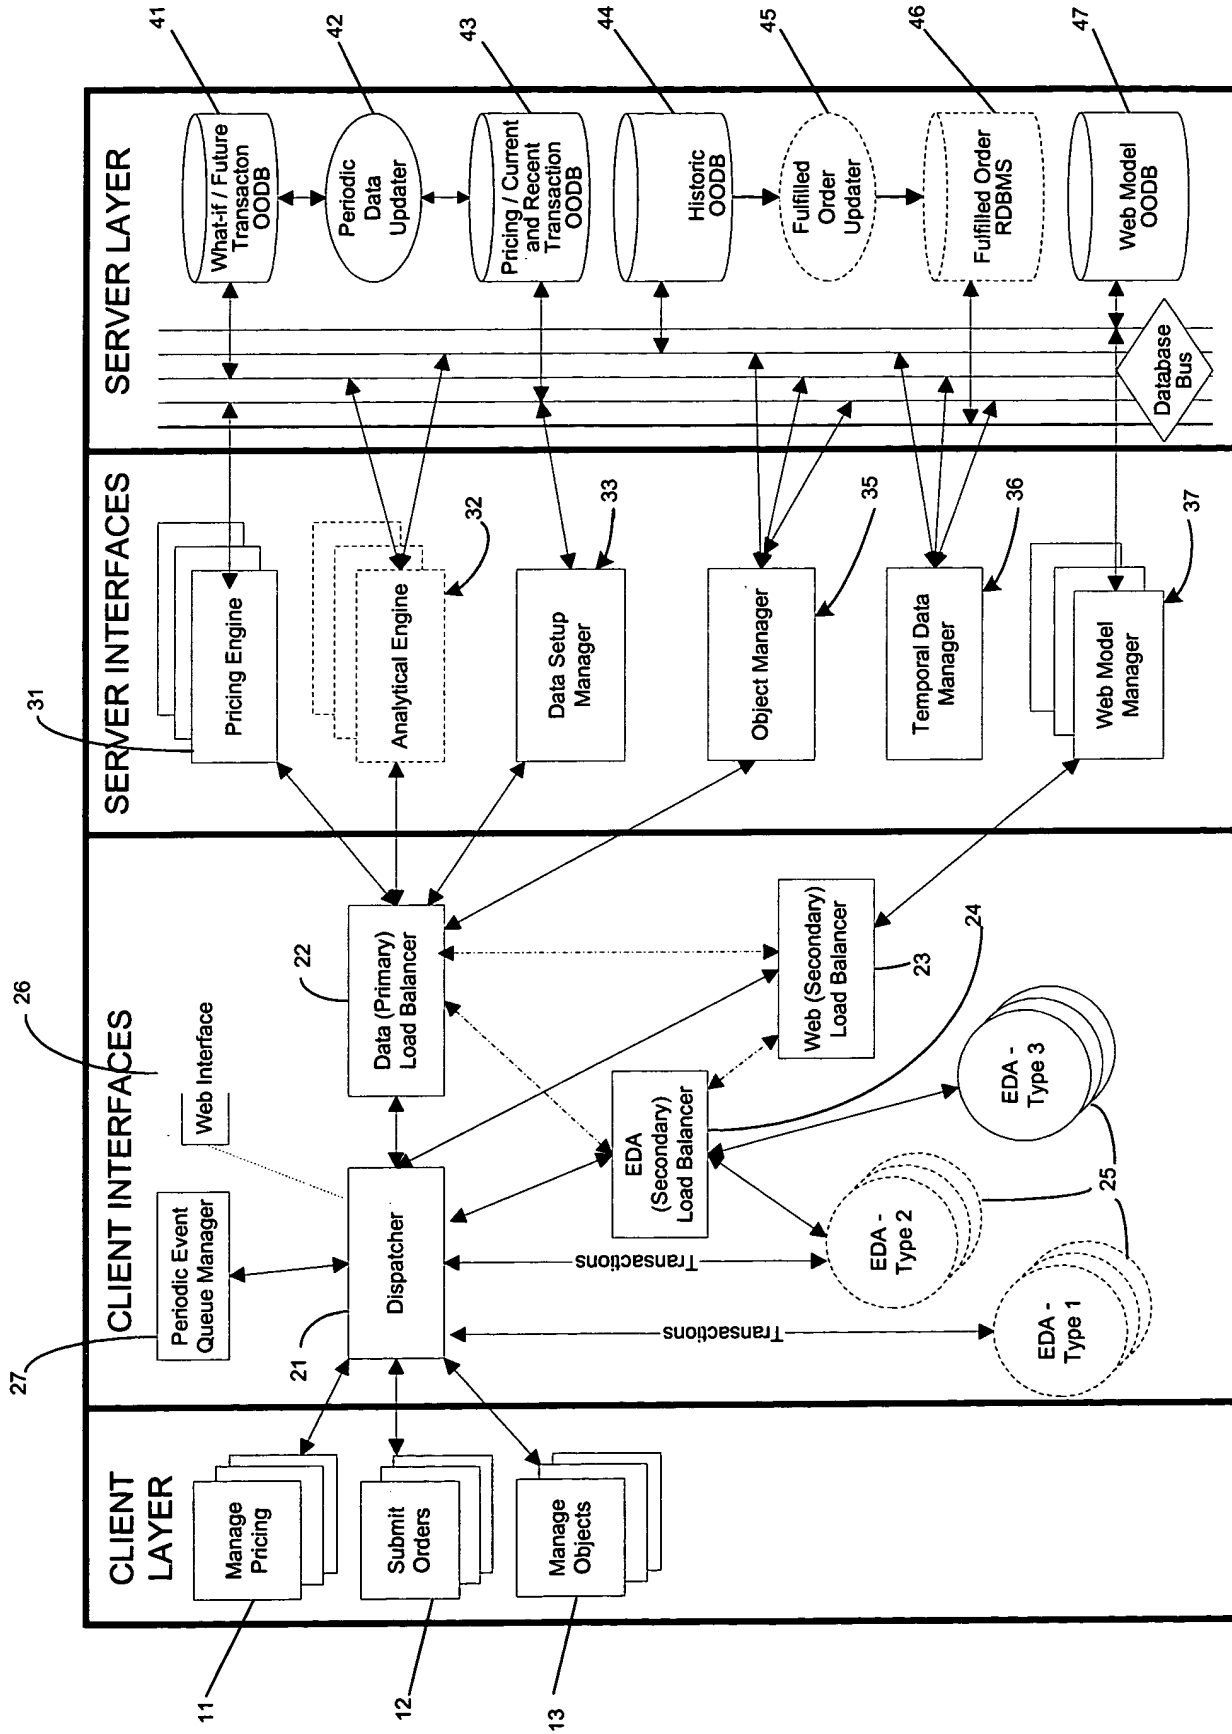 CLIENT
LAYER
CLIENT INTERFACES
SERVER INTERFACES
SERVER LAYER
11
Manage
Pricing
12
Submit
Orders
13
Manage
Objects
27
Periodic Event
Queue Manager
26
Web Interface
21
Dispatcher
22
Data (Primary)
Load Balancer
Transactions
Transactions
EDA
(Secondary)
Load Balancer
24
Web (Secondary)
Load Balancer
23
EDA -
Type 1
EDA -
Type 2
EDA -
Type 3
25
31
Pricing Engine
Analytical Engine
32
Data Setup
Manager
33
Object Manager
35
Temporal Data
Manager
36
Web Model
Manager
37
What-if / Future
Transacton
OODB
41
Periodic
Data
Updater
42
Pricing / Current
and Recent
Transaction
OODB
43
Historic
OODB
44
Fulfilled
Order
Updater
45
Fulfilled Order
RDBMS
46
Web Model
OODB
47
Database
Bus